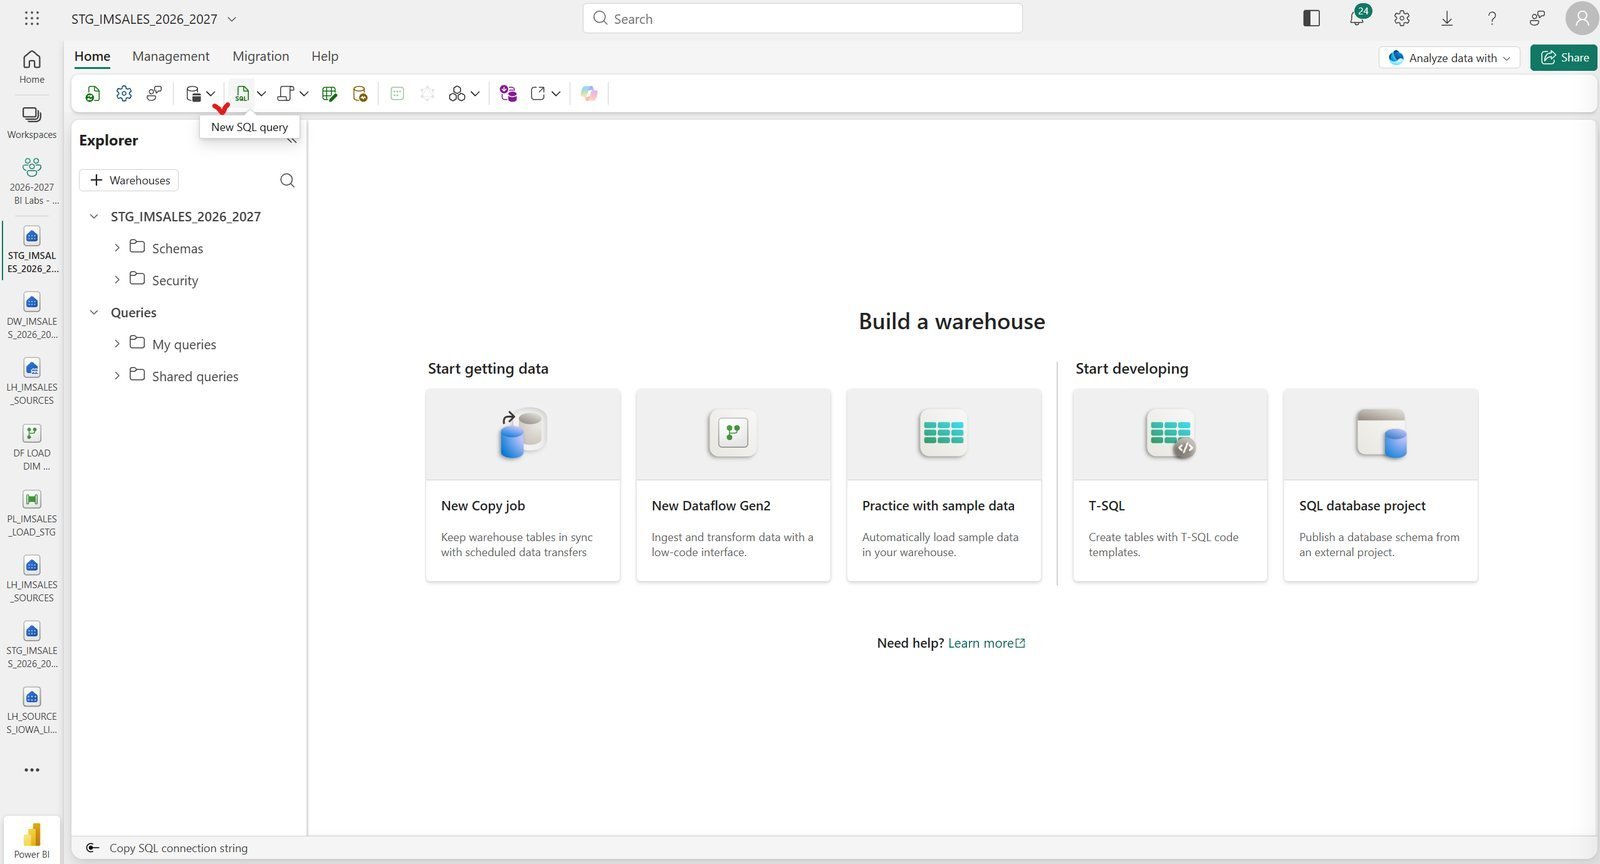 STG_IMSALES_2026_2027
Search
24
Home
Management
Migration
Help
Analyze data with
Share
SQL
New SQL query
Home
Workspaces
2026-2027
BI Labs - ...
STG_IMSAL
ES_2026_2...
DW_IMSALE
S_2026_20...
LH_IMSALES
_SOURCES
DF LOAD
DIM ...
PL_IMSALES
_LOAD_STG
LH_IMSALES
_SOURCES
STG_IMSALE
S_2026_20...
LH_SOURCE
S_IOWA_LI...
Power BI
Explorer
Warehouses
STG_IMSALES_2026_2027
Schemas
Security
Queries
My queries
Shared queries
Build a warehouse
Start getting data
Start developing
New Copy job
Keep warehouse tables in sync
with scheduled data transfers
New Dataflow Gen2
Ingest and transform data with a
low-code interface.
Practice with sample data
Automatically load sample data
in your warehouse.
T-SQL
Create tables with T-SQL code
templates.
SQL database project
Publish a database schema from
an external project.
Need help? Learn more
Copy SQL connection string